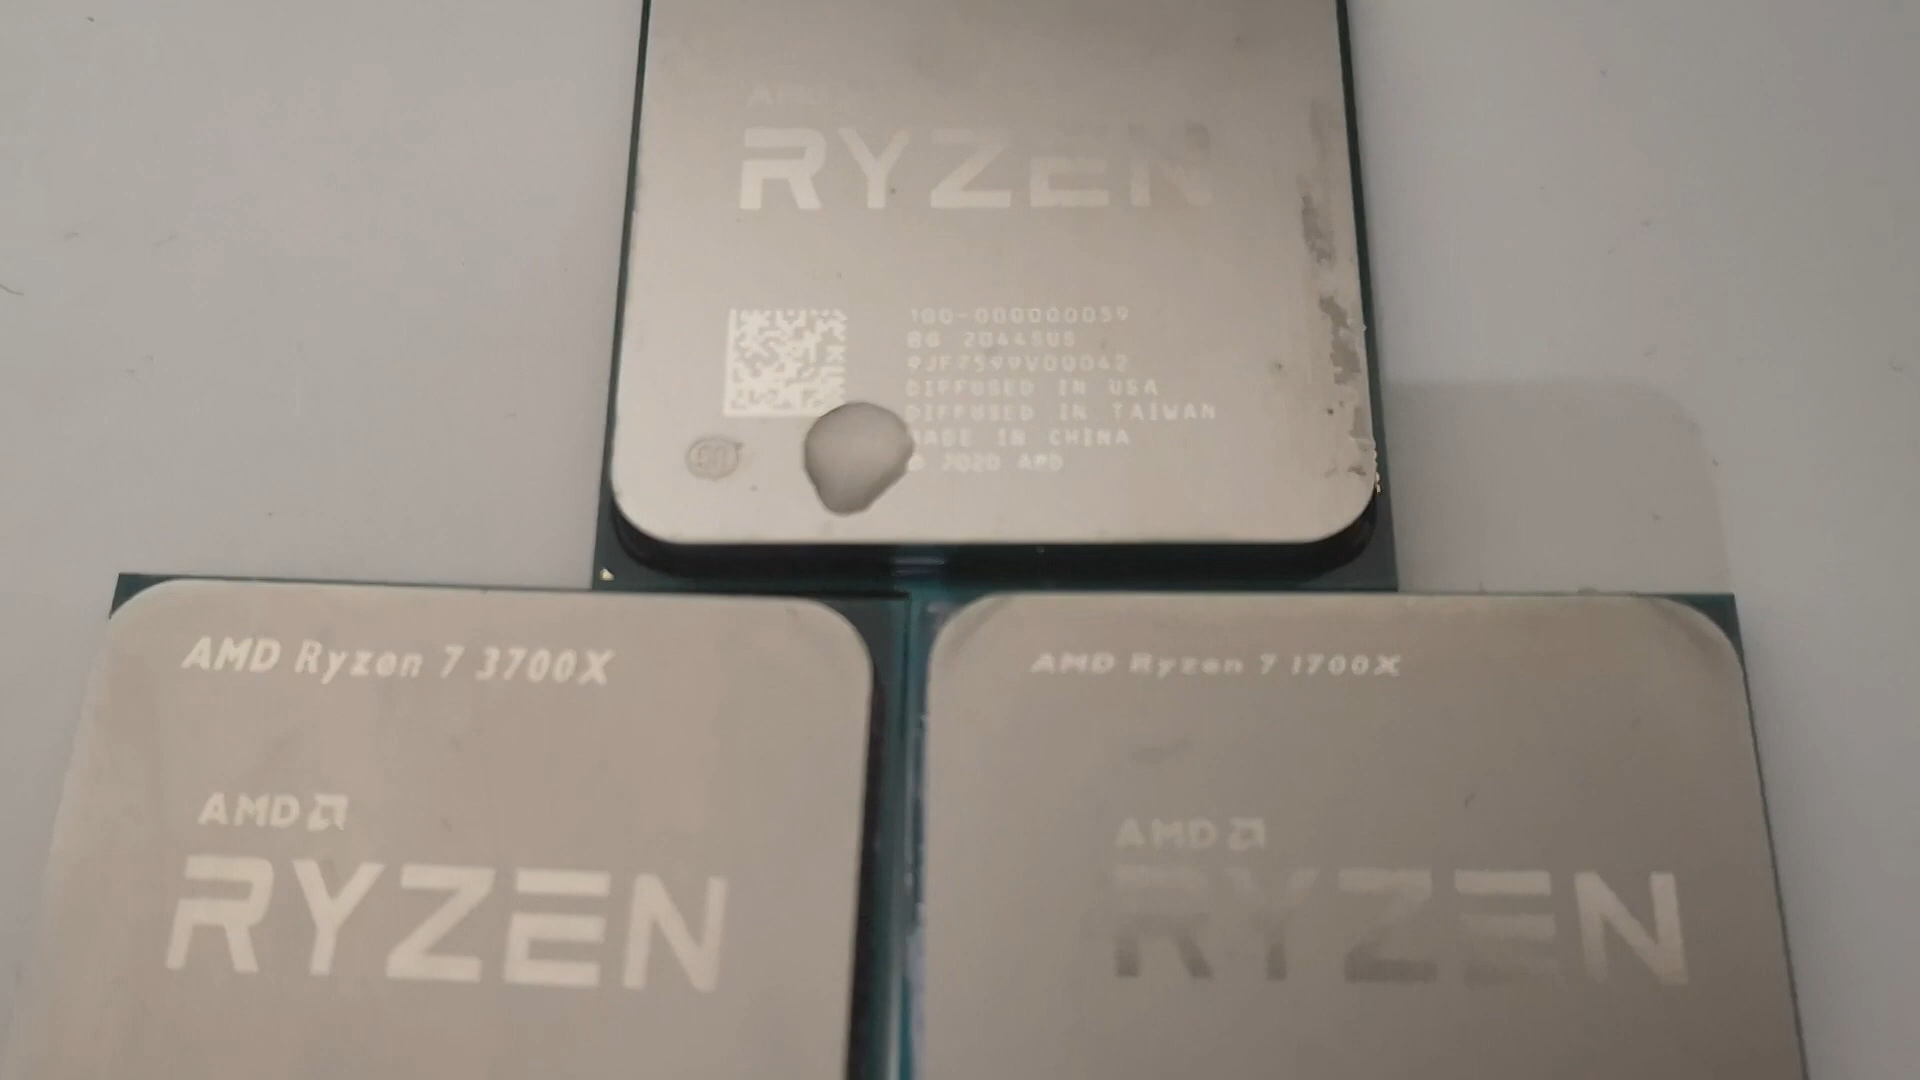 AMD
RYZEN
100-000000059
BG 2044SUS
9JF7599V00042
DIFFUSED IN USA
DIFFUSED IN TAIWAN
MADE IN CHINA
© 2020 AMD
AMD Ryzen 7 3700X
AMD
RYZEN
AMD Ryzen 7 1700X
AMD
RYZEN